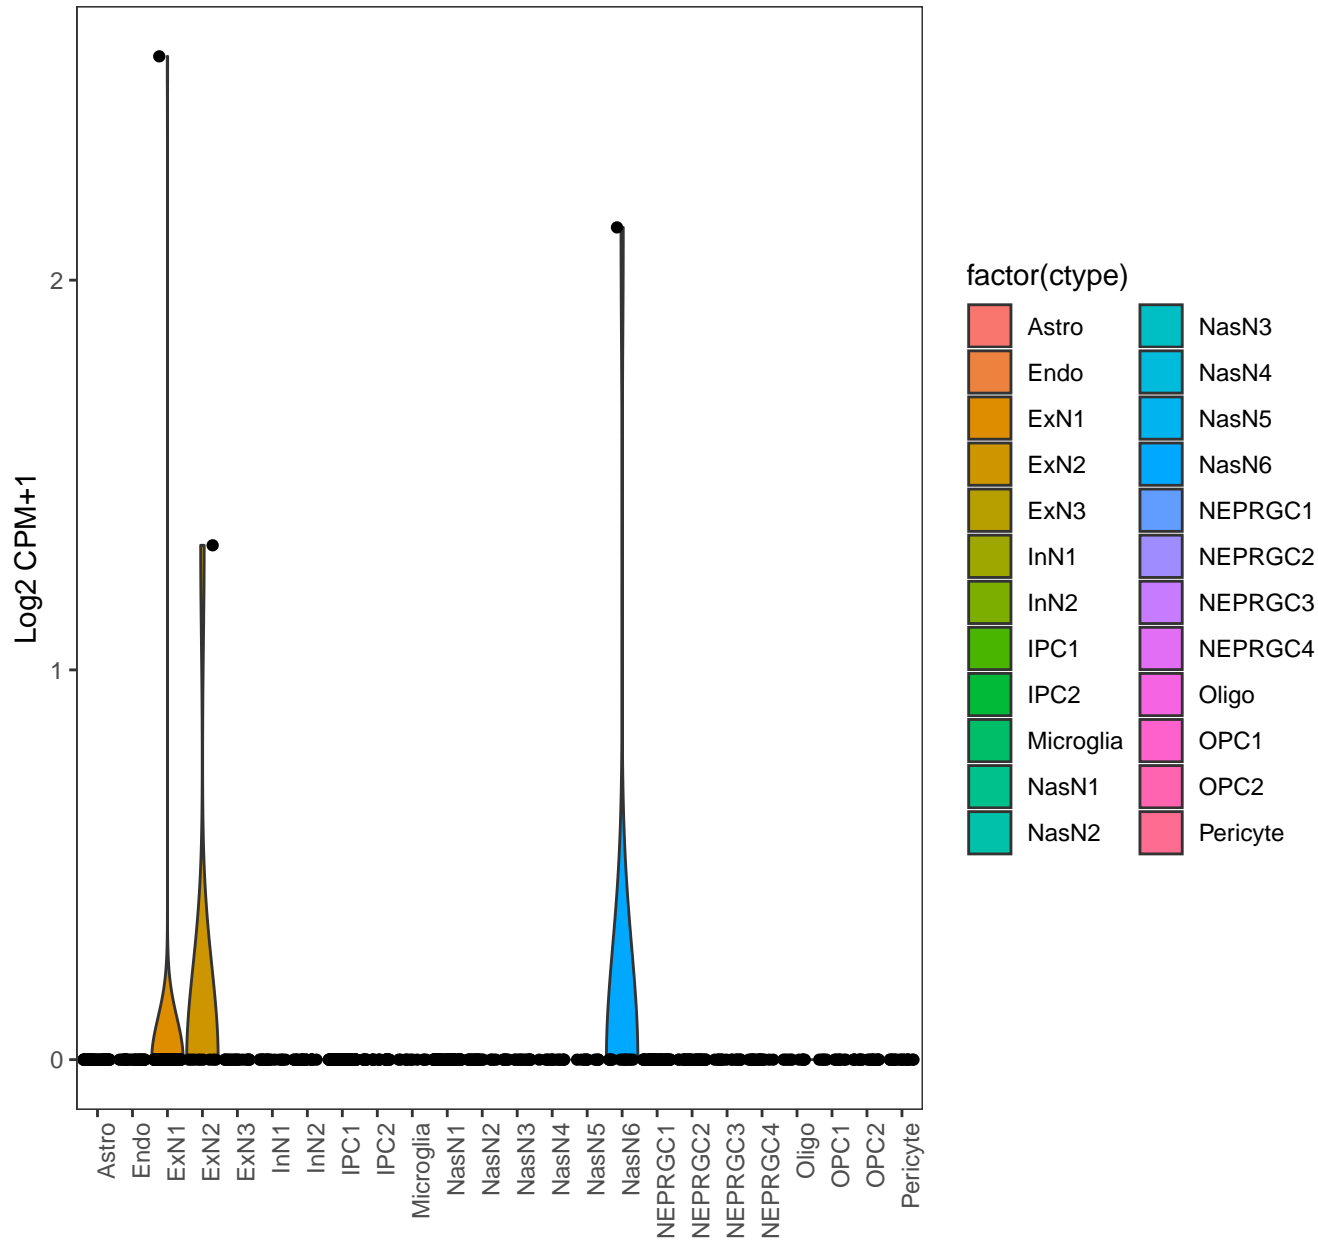 Log2 CPM+1
2
1
0
Astro
Endo
ExN1
ExN2
ExN3
InN1
InN2
IPC1
IPC2
Microglia
NasN1
NasN2
NasN3
NasN4
NasN5
NasN6
NEPRGC1
NEPRGC2
NEPRGC3
NEPRGC4
Oligo
OPC1
OPC2
Pericyte
factor(ctype)
Astro
Endo
ExN1
ExN2
ExN3
InN1
InN2
IPC1
IPC2
Microglia
NasN1
NasN2
NasN3
NasN4
NasN5
NasN6
NEPRGC1
NEPRGC2
NEPRGC3
NEPRGC4
Oligo
OPC1
OPC2
Pericyte